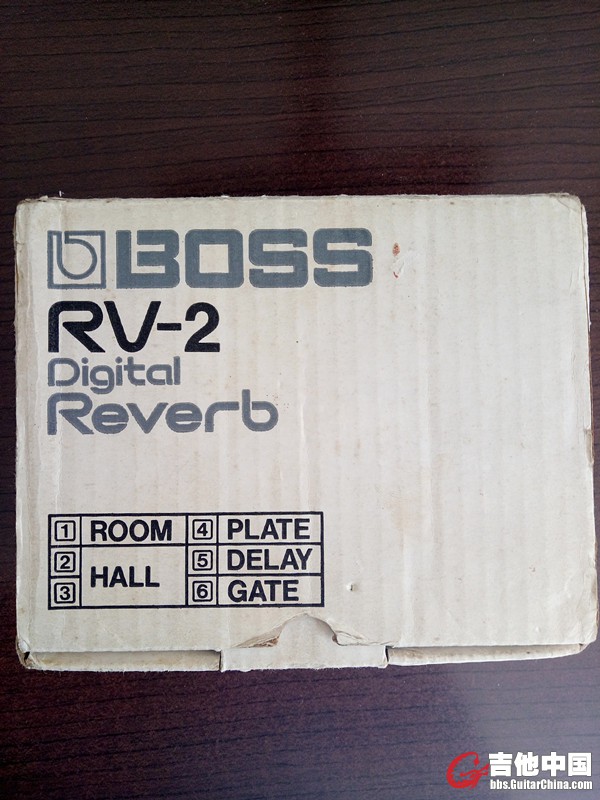 BOSS
RV-2
Digital
Reverb
1 ROOM 4 PLATE
2 HALL 5 DELAY
3 6 GATE
吉他中国
bbs.GuitarChina.com